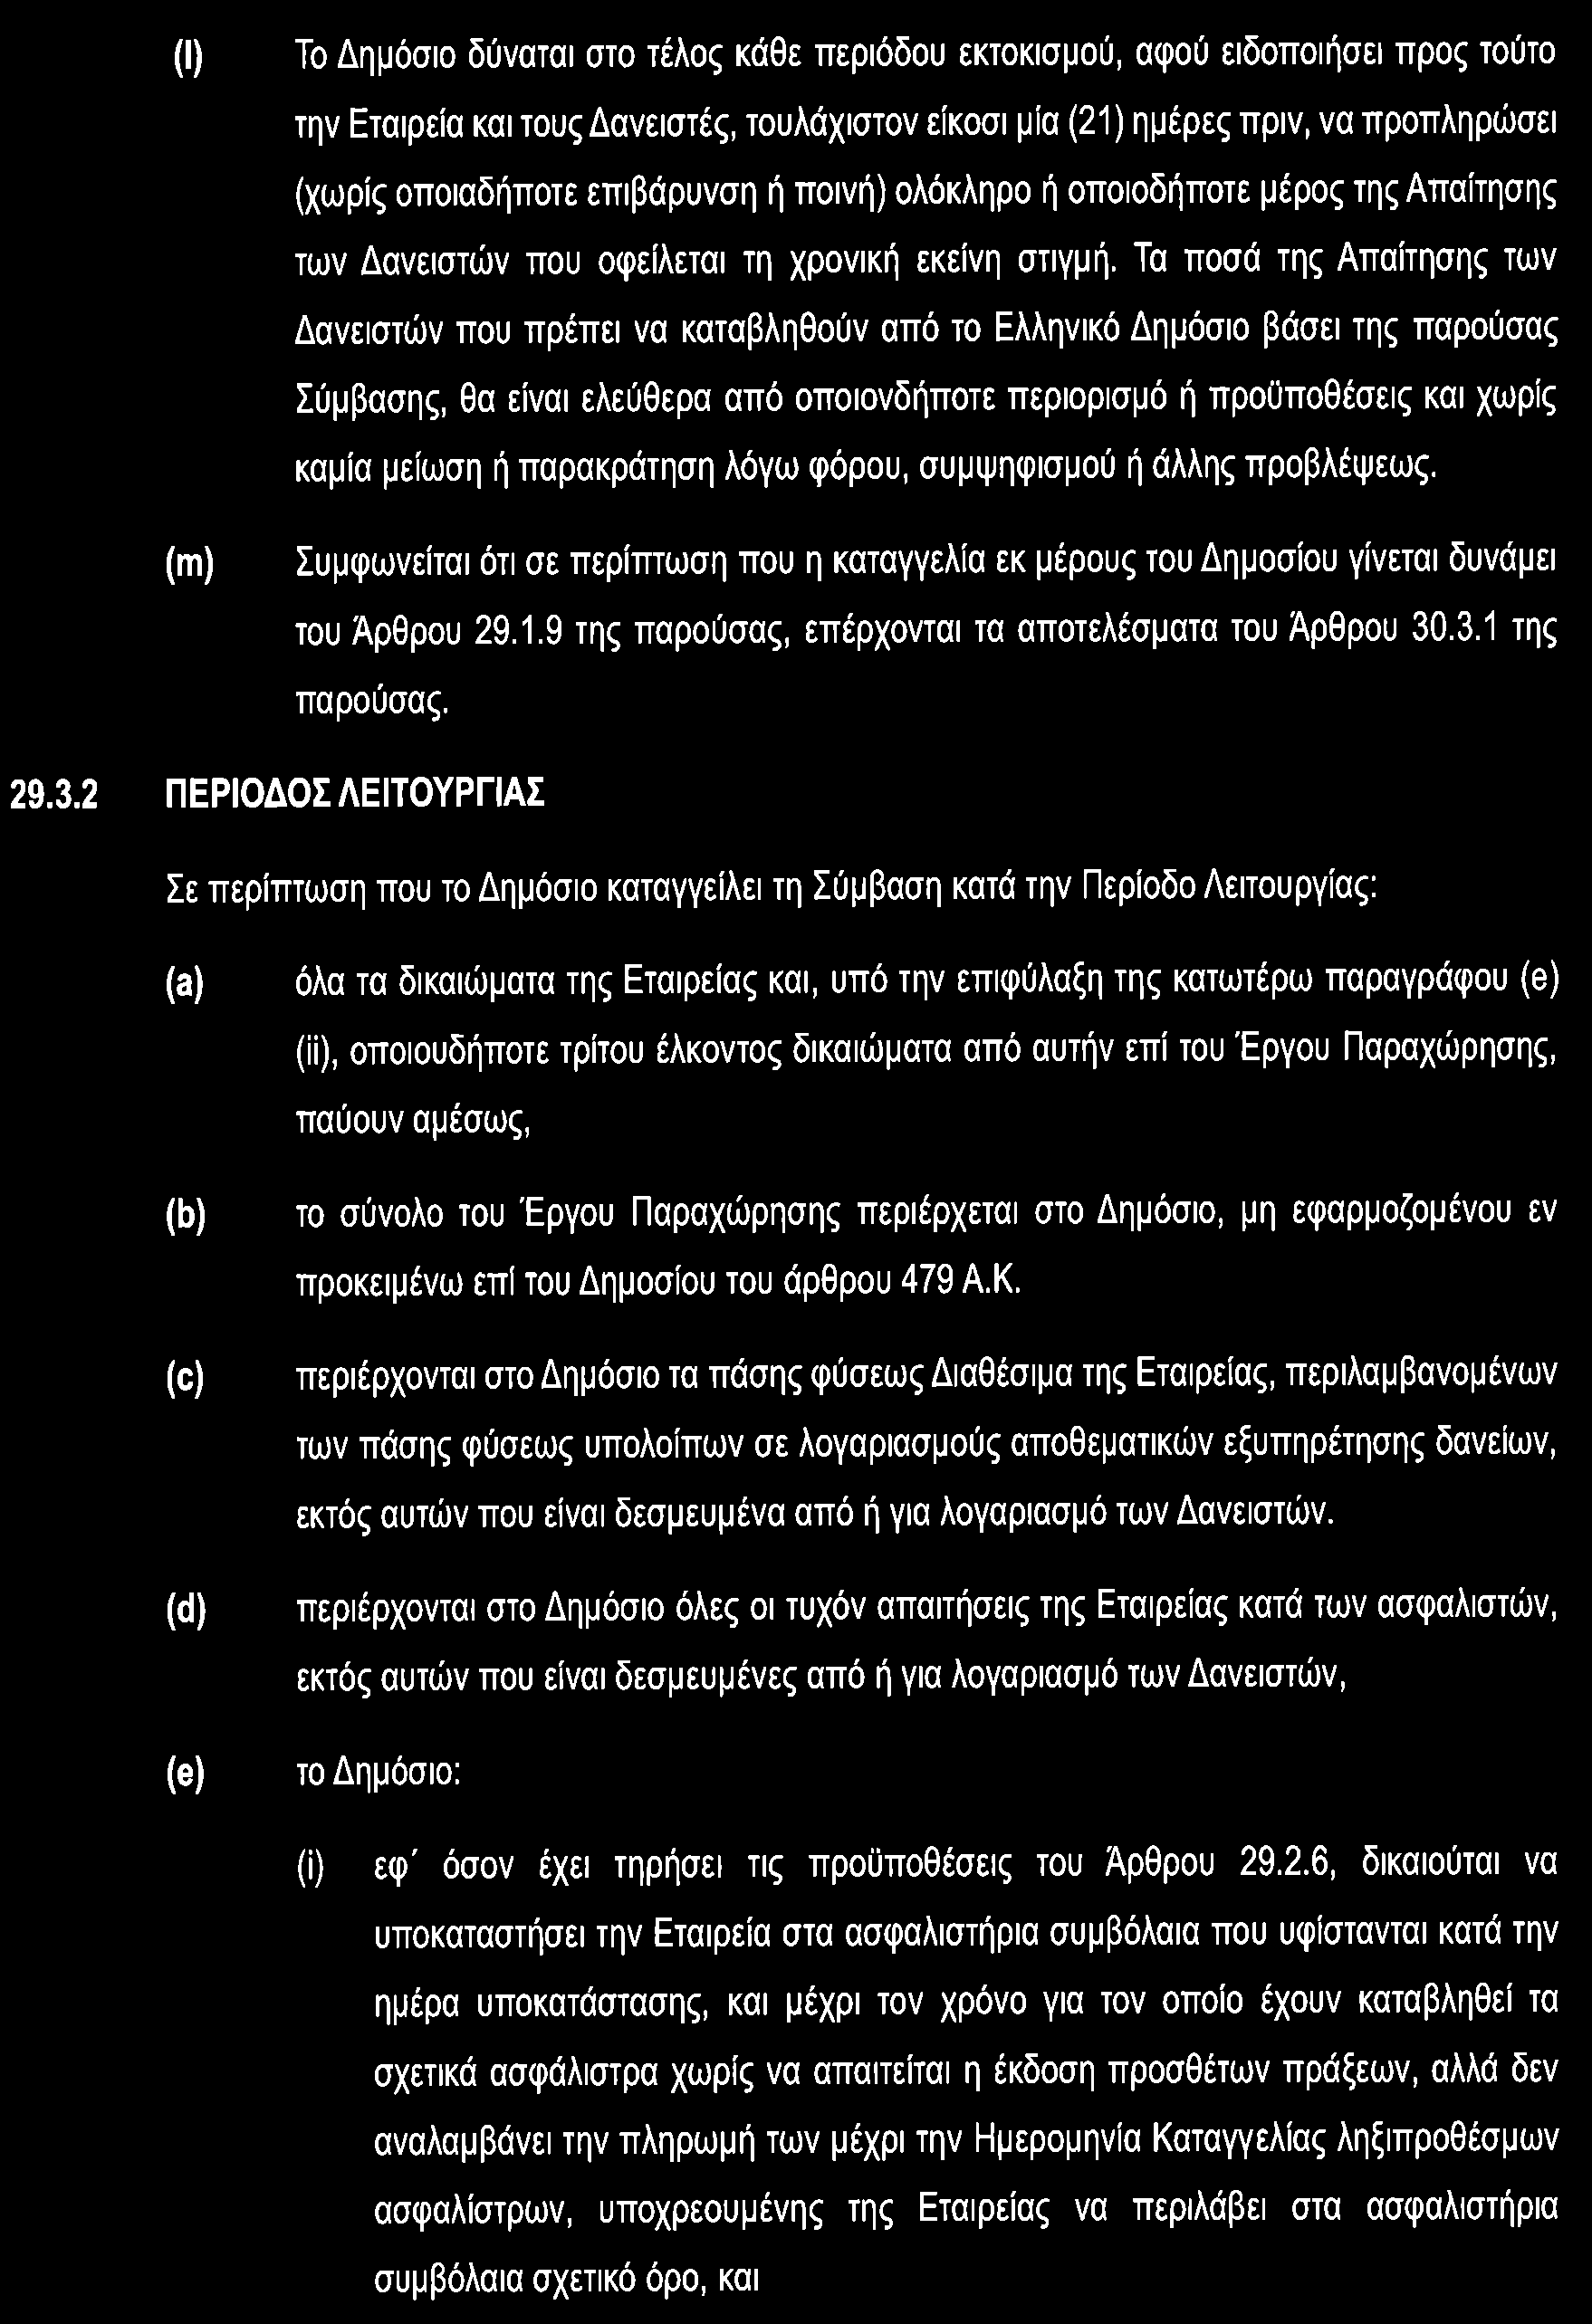 (l) Το Δημόσιο δύναται στο τέλος κάθε περιόδου εκτοκισμού, αφού ειδοποιήσει προς τούτο
την Εταιρεία και τους Δανειστές, τουλάχιστον είκοσι μία (21) ημέρες πριν, να προπληρώσει
(χωρίς οποιαδήποτε επιβάρυνση ή ποινή) ολόκληρο ή οποιοδήποτε μέρος της Απαίτησης
των Δανειστών που οφείλεται τη χρονική εκείνη στιγμή. Τα ποσά της Απαίτησης των
Δανειστών που πρέπει να καταβληθούν από το Ελληνικό Δημόσιο βάσει της παρούσας
Σύμβασης, θα είναι ελεύθερα από οποιονδήποτε περιορισμό ή προϋποθέσεις και χωρίς
καμία μείωση ή παρακράτηση λόγω φόρου, συμψηφισμού ή άλλης προβλέψεως.
(m) Συμφωνείται ότι σε περίπτωση που η καταγγελία εκ μέρους του Δημοσίου γίνεται δυνάμει
του Άρθρου 29.1.9 της παρούσας, επέρχονται τα αποτελέσματα του Άρθρου 30.3.1 της
παρούσας.
29.3.2 ΠΕΡΙΟΔΟΣ ΛΕΙΤΟΥΡΓΙΑΣ
Σε περίπτωση που το Δημόσιο καταγγείλει τη Σύμβαση κατά την Περίοδο Λειτουργίας:
(a) όλα τα δικαιώματα της Εταιρείας και, υπό την επιφύλαξη της κατωτέρω παραγράφου (e)
(ii), οποιουδήποτε τρίτου έλκοντος δικαιώματα από αυτήν επί του Έργου Παραχώρησης,
παύουν αμέσως,
(b) το σύνολο του Έργου Παραχώρησης περιέρχεται στο Δημόσιο, μη εφαρμοζομένου εν
προκειμένω επί του Δημοσίου του άρθρου 479 Α.Κ.
(c) περιέρχονται στο Δημόσιο τα πάσης φύσεως Διαθέσιμα της Εταιρείας, περιλαμβανομένων
των πάσης φύσεως υπολοίπων σε λογαριασμούς αποθεματικών εξυπηρέτησης δανείων,
εκτός αυτών που είναι δεσμευμένα από ή για λογαριασμό των Δανειστών.
(d) περιέρχονται στο Δημόσιο όλες οι τυχόν απαιτήσεις της Εταιρείας κατά των ασφαλιστών,
εκτός αυτών που είναι δεσμευμένες από ή για λογαριασμό των Δανειστών,
(e) το Δημόσιο:
(i) εφ΄ όσον έχει τηρήσει τις προϋποθέσεις του Άρθρου 29.2.6, δικαιούται να
υποκαταστήσει την Εταιρεία στα ασφαλιστήρια συμβόλαια που υφίστανται κατά την
ημέρα υποκατάστασης, και μέχρι τον χρόνο για τον οποίο έχουν καταβληθεί τα
σχετικά ασφάλιστρα χωρίς να απαιτείται η έκδοση προσθέτων πράξεων, αλλά δεν
αναλαμβάνει την πληρωμή των μέχρι την Ημερομηνία Καταγγελίας ληξιπροθέσμων
ασφαλίστρων, υποχρεουμένης της Εταιρείας να περιλάβει στα ασφαλιστήρια
συμβόλαια σχετικό όρο, και